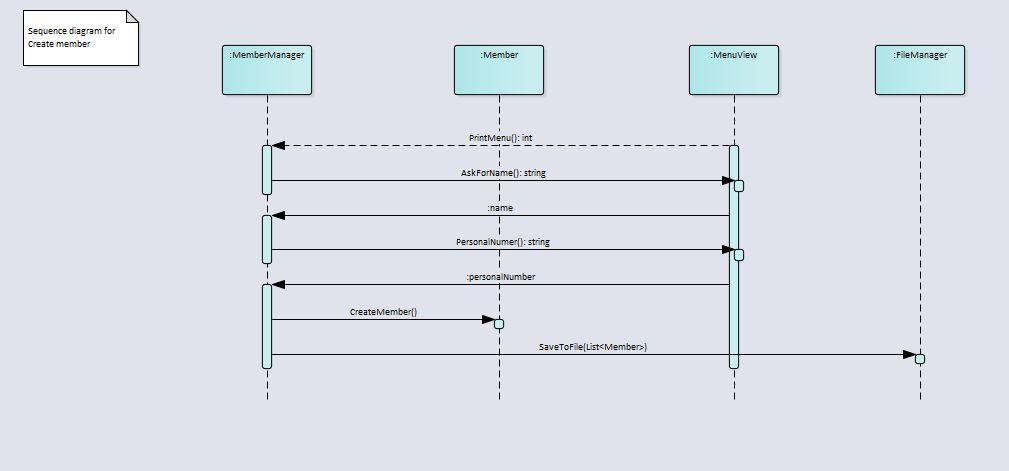 Sequence diagram for
Create member
:MemberManager
:Member
:MenuView
:FileManager
PrintMenu(): int
AskForName(): string
:name
PersonalNumer(): string
:personalNumber
CreateMember()
SaveToFile(List<Member>)